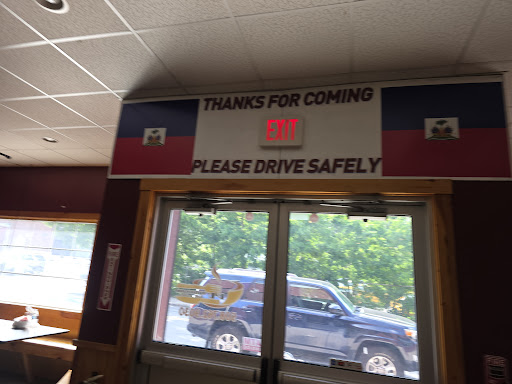 THANKS FOR COMING
EXIT
PLEASE DRIVE SAFELY